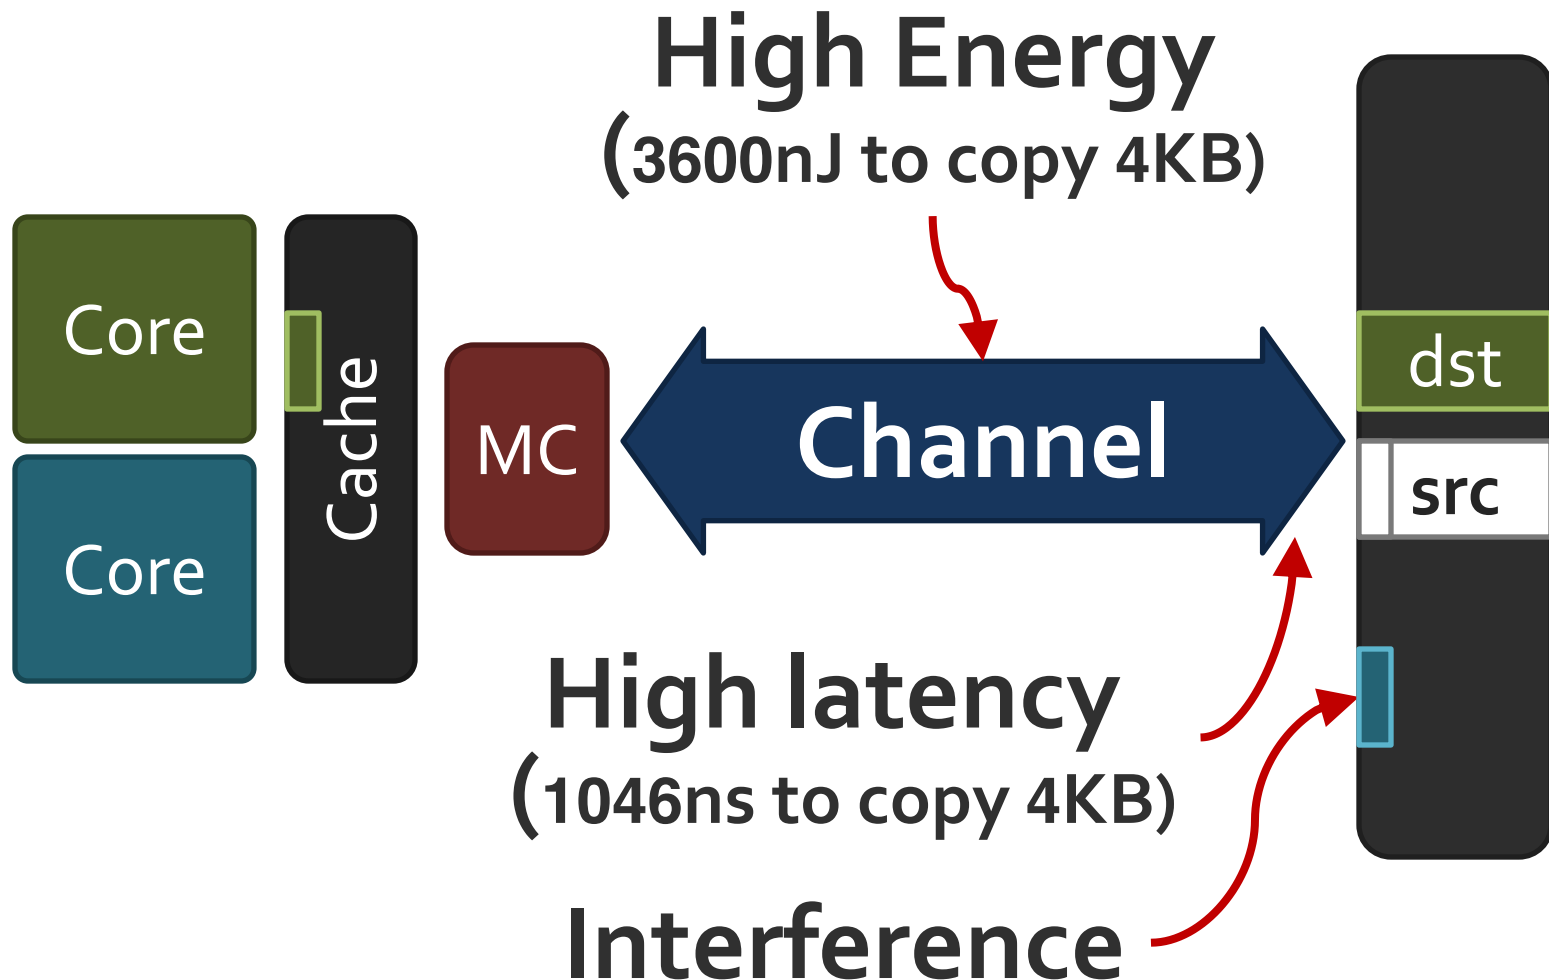 High Energy
(3600nJ to copy 4KB)
Core
Cache
MC
Channel
dst
src
Core
High latency
(1046ns to copy 4KB)
Interference